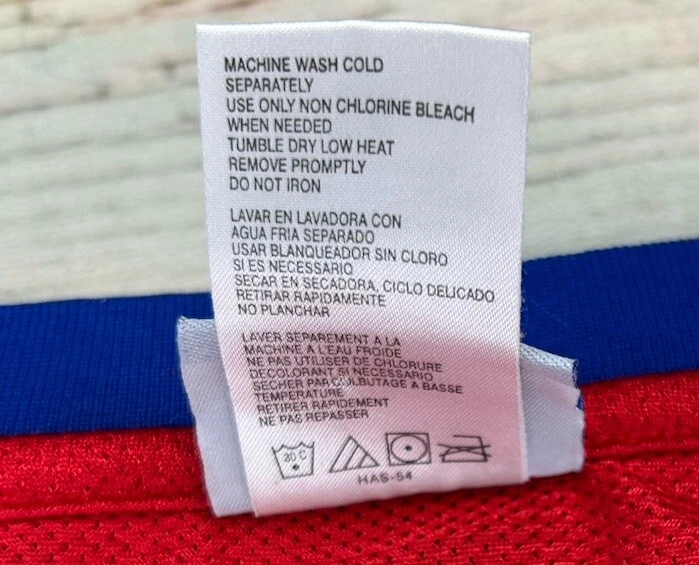 MACHINE WASH COLD
SEPARATELY
USE ONLY NON CHLORINE BLEACH
WHEN NEEDED
TUMBLE DRY LOW HEAT
REMOVE PROMPTLY
DO NOT IRON
LAVAR EN LAVADORA CON
AGUA FRIA SEPARADO
USAR BLANQUEADOR SIN CLORO
SI ES NECESSARIO
SECAR EN SECADORA, CICLO DELICADO
RETIRAR RAPIDAMENTE
NO PLANCHAR
LAVER SEPAREMENT A LA
MACHINE A L'EAU FROIDE
NE PAS UTILISER DE CHLORURE
DECOLORANT SI NECESSARIO
SECHER PAR CULBUTAGE A BASSE
TEMPERATURE
RETIRER RAPIDEMENT
NE PAS REPASSER
30 C
HAS-54